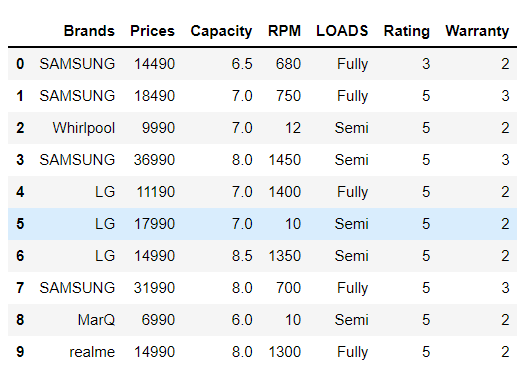 Brands Prices Capacity RPM LOADS Rating Warranty
0 SAMSUNG 14490 6.5 680 Fully 3 2
1 SAMSUNG 18490 7.0 750 Fully 5 3
2 Whirlpool 9990 7.0 12 Semi 5 2
3 SAMSUNG 36990 8.0 1450 Semi 5 3
4 LG 11190 7.0 1400 Fully 5 2
5 LG 17990 7.0 10 Semi 5 2
6 LG 14990 8.5 1350 Semi 5 2
7 SAMSUNG 31990 8.0 700 Fully 5 3
8 MarQ 6990 6.0 10 Semi 5 2
9 realme 14990 8.0 1300 Fully 5 2